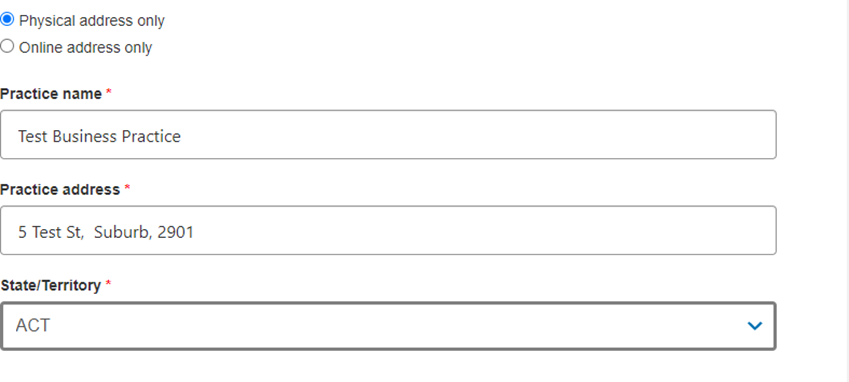 Physical address only
Online address only
Practice name *
Test Business Practice
Practice address *
5 Test St,  Suburb, 2901
State/Territory *
ACT